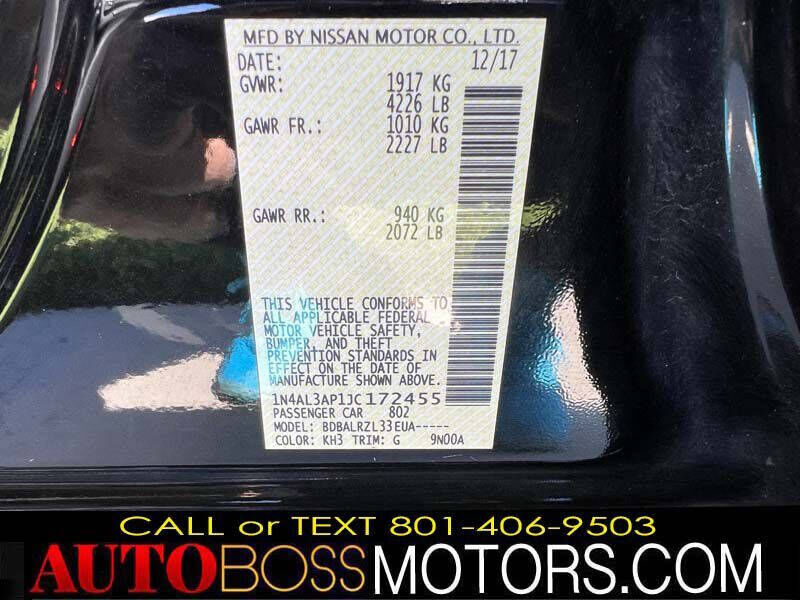 MFD BY NISSAN MOTOR CO., LTD.
DATE: 12/17
GVWR: 1917 KG
4226 LB
GAWR FR.: 1010 KG
2227 LB
GAWR RR.: 940 KG
2072 LB
THIS VEHICLE CONFORMS TO
ALL APPLICABLE FEDERAL
MOTOR VEHICLE SAFETY,
BUMPER, AND THEFT
PREVENTION STANDARDS IN
EFFECT ON THE DATE OF
MANUFACTURE SHOWN ABOVE.
1N4AL3AP1JC172455
PASSENGER CAR 802
MODEL: BDBALRZL33EUA-----
COLOR: KH3 TRIM: G 9N00A
CALL or TEXT 801-406-9503
AUTOBOSSMOTORS.COM